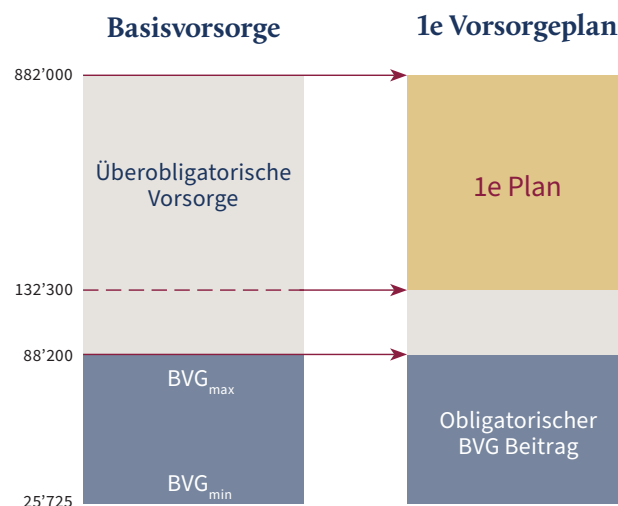 Basisvorsorge
1e Vorsorgeplan
882’000
Überobligatorische
Vorsorge
1e Plan
132’300
88’200
BVGmax
Obligatorischer
BVG Beitrag
BVGmin
25’725